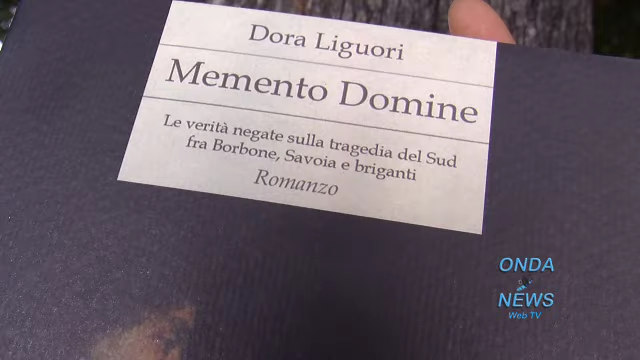 Dora Liguori
Memento Domine
Le verità negate sulla tragedia del Sud
fra Borbone, Savoia e briganti
Romanzo
ONDA
NEWS
Web TV